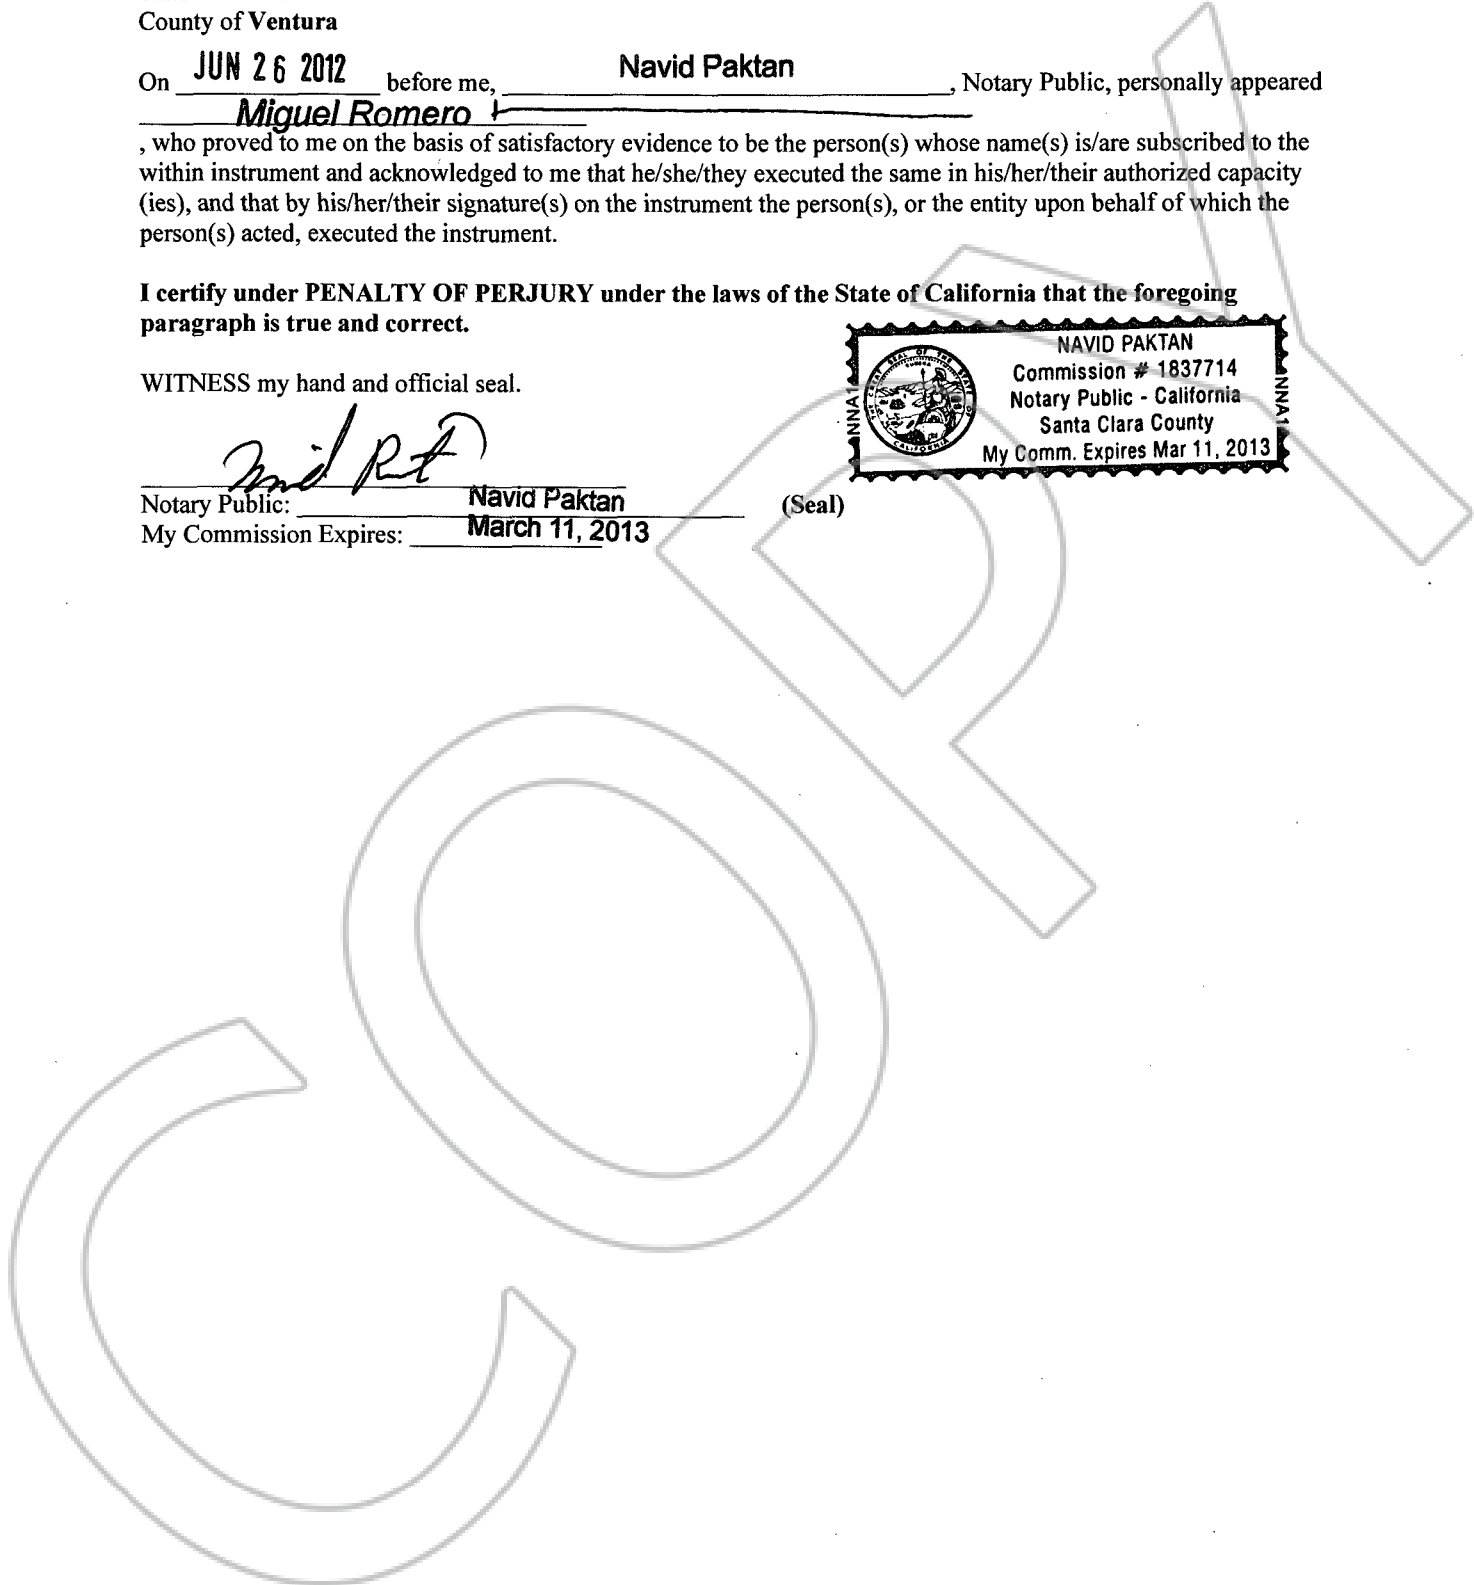 County of Ventura
On JUN 26 2012 before me, Navid Paktan, Notary Public, personally appeared
Miguel Romero
, who proved to me on the basis of satisfactory evidence to be the person(s) whose name(s) is/are subscribed to the
within instrument and acknowledged to me that he/she/they executed the same in his/her/their authorized capacity
(ies), and that by his/her/their signature(s) on the instrument the person(s), or the entity upon behalf of which the
person(s) acted, executed the instrument.
I certify under PENALTY OF PERJURY under the laws of the State of California that the foregoing
paragraph is true and correct.
WITNESS my hand and official seal.
NAVID PAKTAN
Commission # 1837714
Notary Public - California
Santa Clara County
My Comm. Expires Mar 11, 2013
NNA1
NNA1
Notary Public: Navid Paktan (Seal)
My Commission Expires: March 11, 2013
COPY